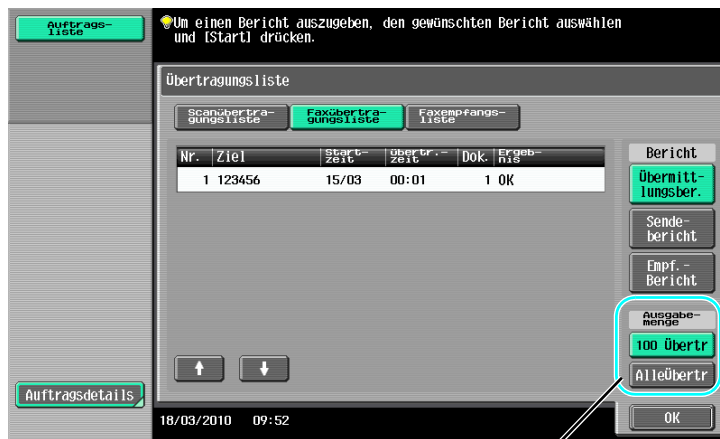 Auftrags-
liste
Um einen Bericht auszugeben, den gewünschten Bericht auswählen
und [Start] drücken.
Übertragungsliste
Scanübertra-
gungsliste
Faxübertra-
gungsliste
Faxempfangs-
liste
Nr. Ziel Start-
zeit Übertr.-
zeit Dok. Ergeb-
nis
1 123456 15/03 00:01 1 OK
Bericht
Übermitt-
lungsber.
Sende-
bericht
Empf.-
Bericht
Ausgabe-
menge
100 Übertr
AlleÜbertr
Auftragsdetails
18/03/2010 09:52
OK